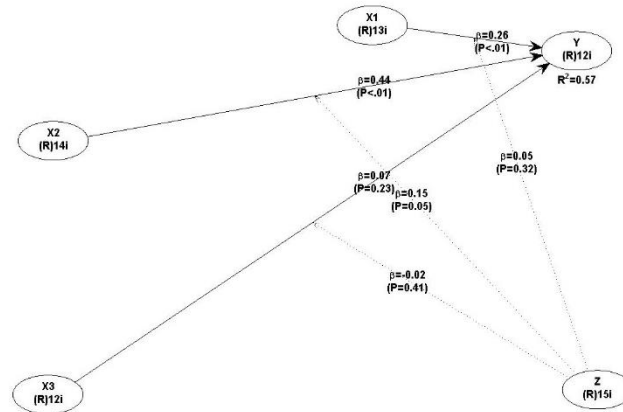 X1
(R)13i
β=0.26
(P<.01)
Y
(R)12i
R²=0.57
β=0.44
(P<.01)
X2
(R)14i
β=0.07
(P=0.23)
β=0.15
(P=0.05)
β=0.05
(P=0.32)
β=-0.02
(P=0.41)
X3
(R)12i
Z
(R)15i